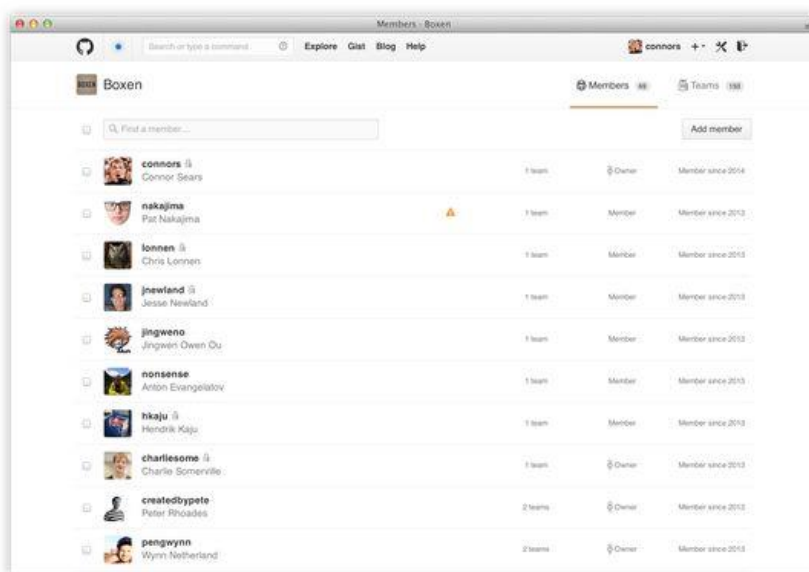 Members - Boxen
Search or type a command
Explore Gist Blog Help
connors
BOXEN
Boxen
Members
Teams
Find a member...
Add member
connors
Connor Sears
1 team
Owner
Member since 2014
nakajima
Pat Nakajima
1 team
Member
Member since 2013
lonnen
Chris Lonnen
1 team
Member
Member since 2013
jnewland
Jesse Newland
1 team
Member
Member since 2013
jingweno
Jingwen Owen Ou
1 team
Member
Member since 2013
nonsense
Anton Evangelatov
1 team
Member
Member since 2013
hkaju
Hendrik Kaju
1 team
Member
Member since 2013
charliesome
Charlie Somerville
1 team
Owner
Member since 2013
createdbypete
Peter Rhoades
2 teams
Owner
Member since 2013
pengwynn
Wynn Netherland
2 teams
Owner
Member since 2013